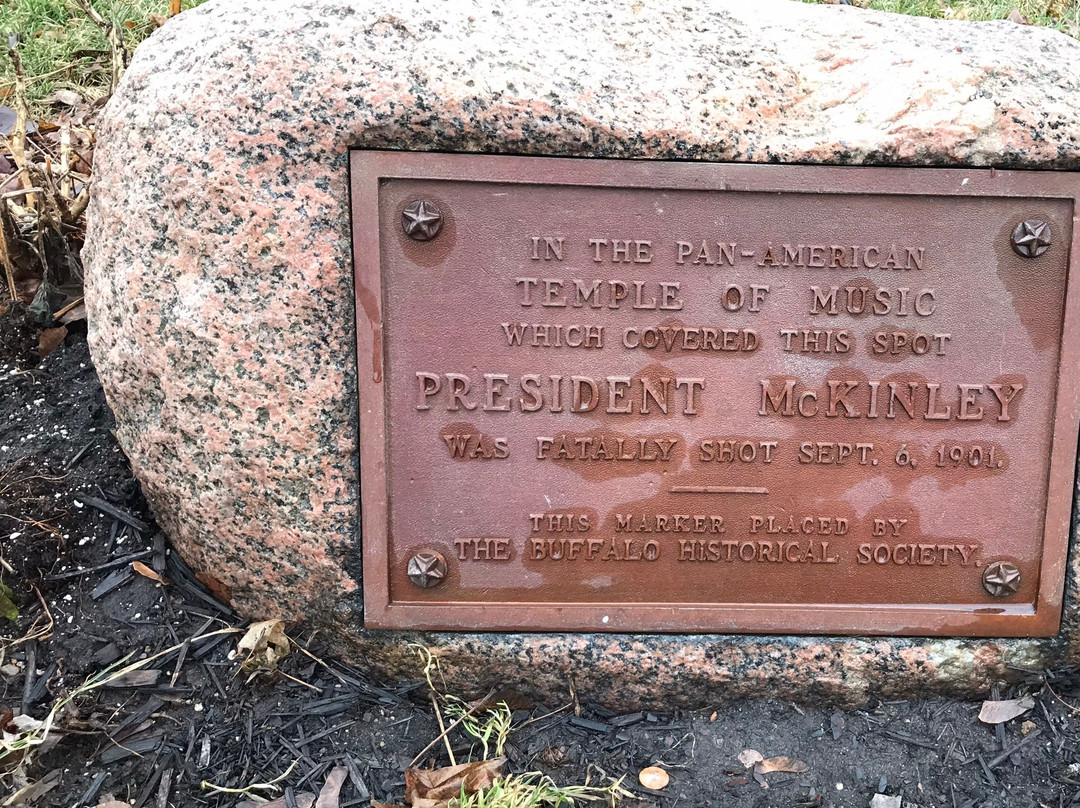 IN THE PAN-AMERICAN
TEMPLE OF MUSIC
WHICH COVERED THIS SPOT
PRESIDENT McKINLEY
WAS FATALLY SHOT SEPT. 6, 1901.
THIS MARKER PLACED BY
THE BUFFALO HISTORICAL SOCIETY.